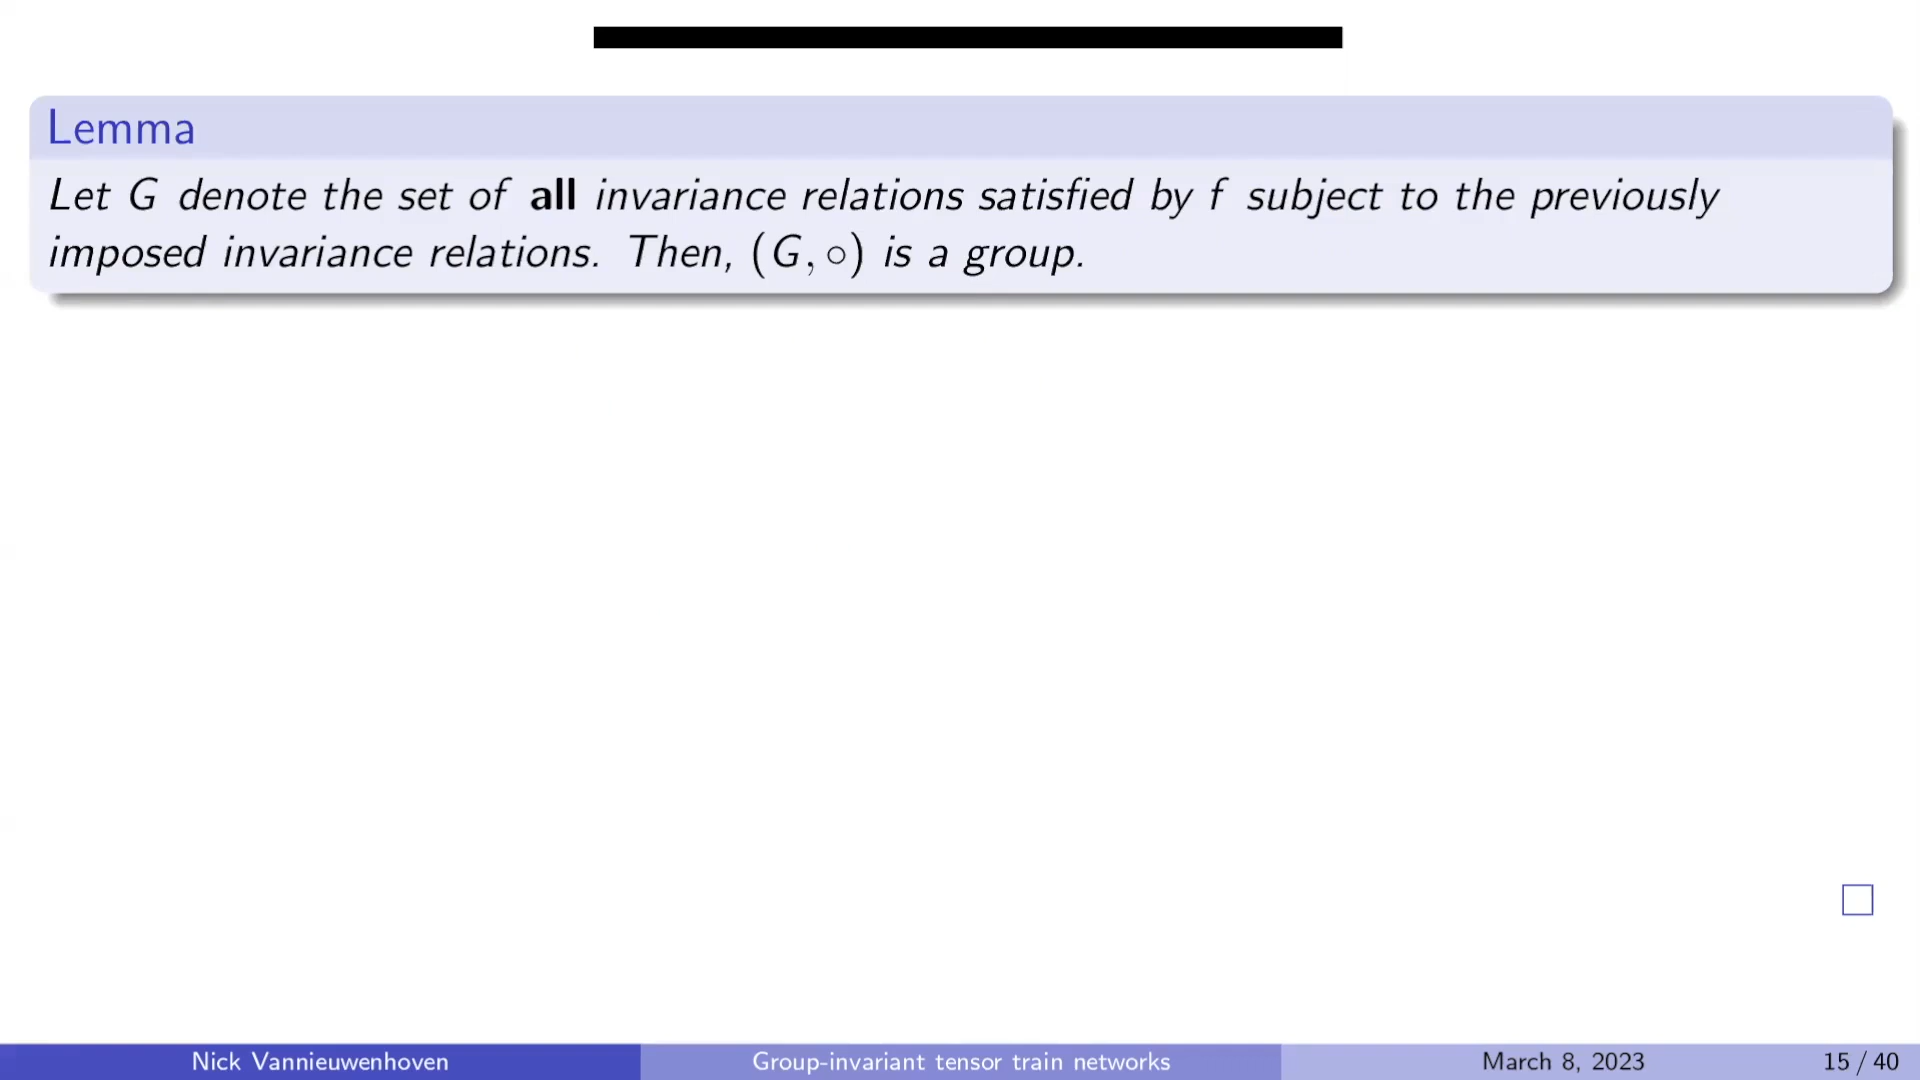 Lemma
Let G denote the set of all invariance relations satisfied by f subject to the previously
imposed invariance relations. Then, (G, ∘) is a group.
□
Nick Vannieuwenhoven Group-invariant tensor train networks March 8, 2023 15 / 40